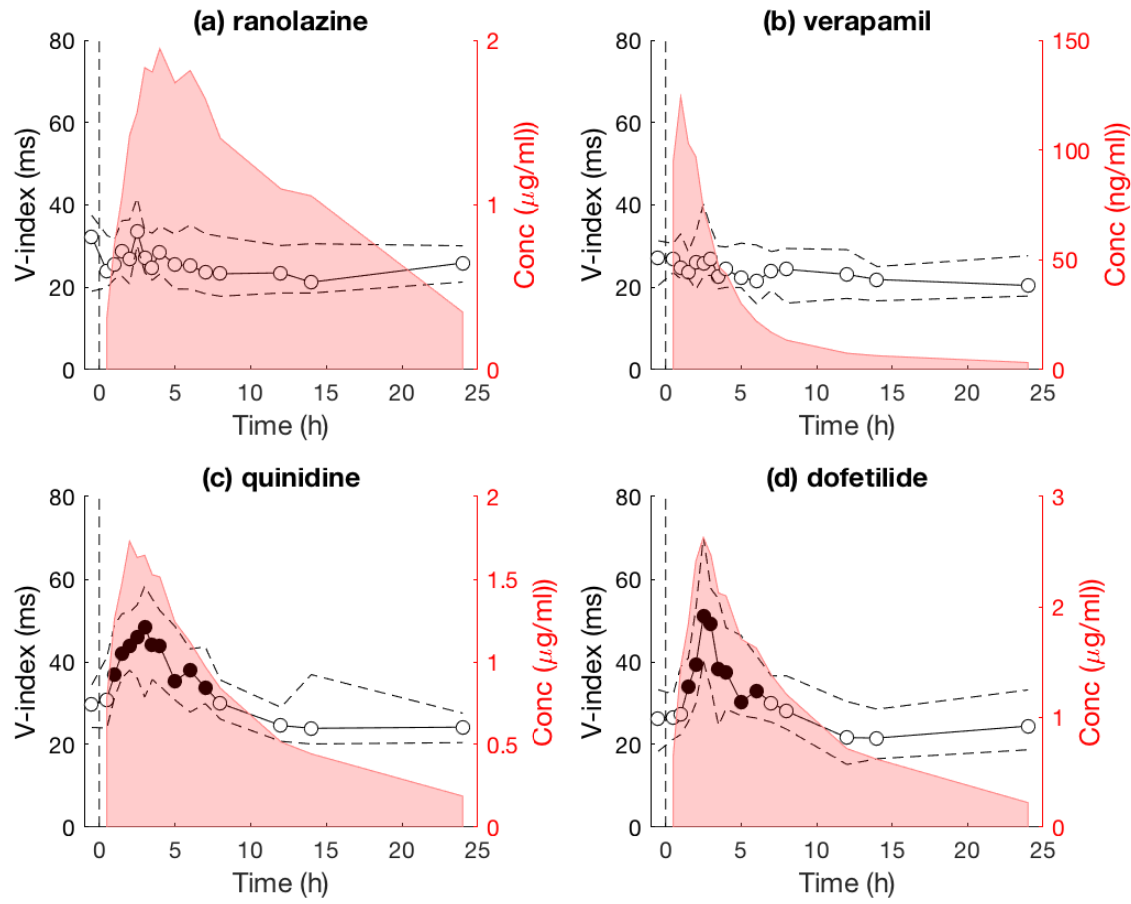 (a) ranolazine
80
60
40
20
0
V-index (ms)
2
1
0
Conc (μg/ml))
0 5 10 15 20 25
Time (h)
(b) verapamil
80
60
40
20
0
V-index (ms)
150
100
50
0
Conc (ng/ml))
0 5 10 15 20 25
Time (h)
(c) quinidine
80
60
40
20
0
V-index (ms)
2
1.5
1
0.5
0
Conc (μg/ml))
0 5 10 15 20 25
Time (h)
(d) dofetilide
80
60
40
20
0
V-index (ms)
3
2
1
0
Conc (μg/ml))
0 5 10 15 20 25
Time (h)